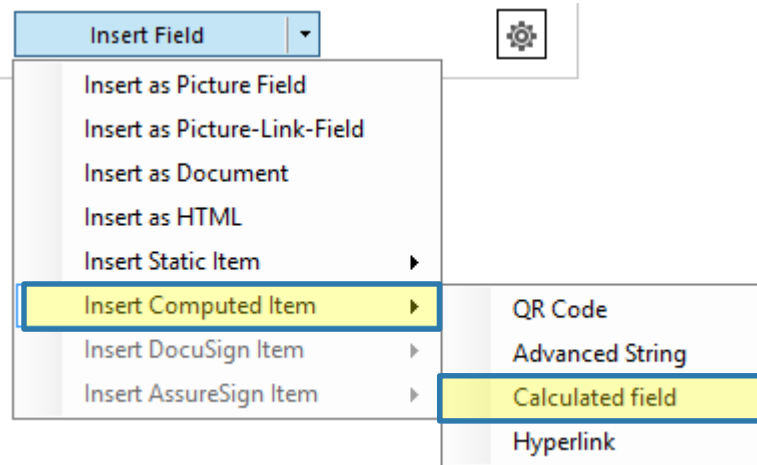 Insert Field
Insert as Picture Field
Insert as Picture-Link-Field
Insert as Document
Insert as HTML
Insert Static Item
Insert Computed Item
Insert DocuSign Item
Insert AssureSign Item
QR Code
Advanced String
Calculated field
Hyperlink